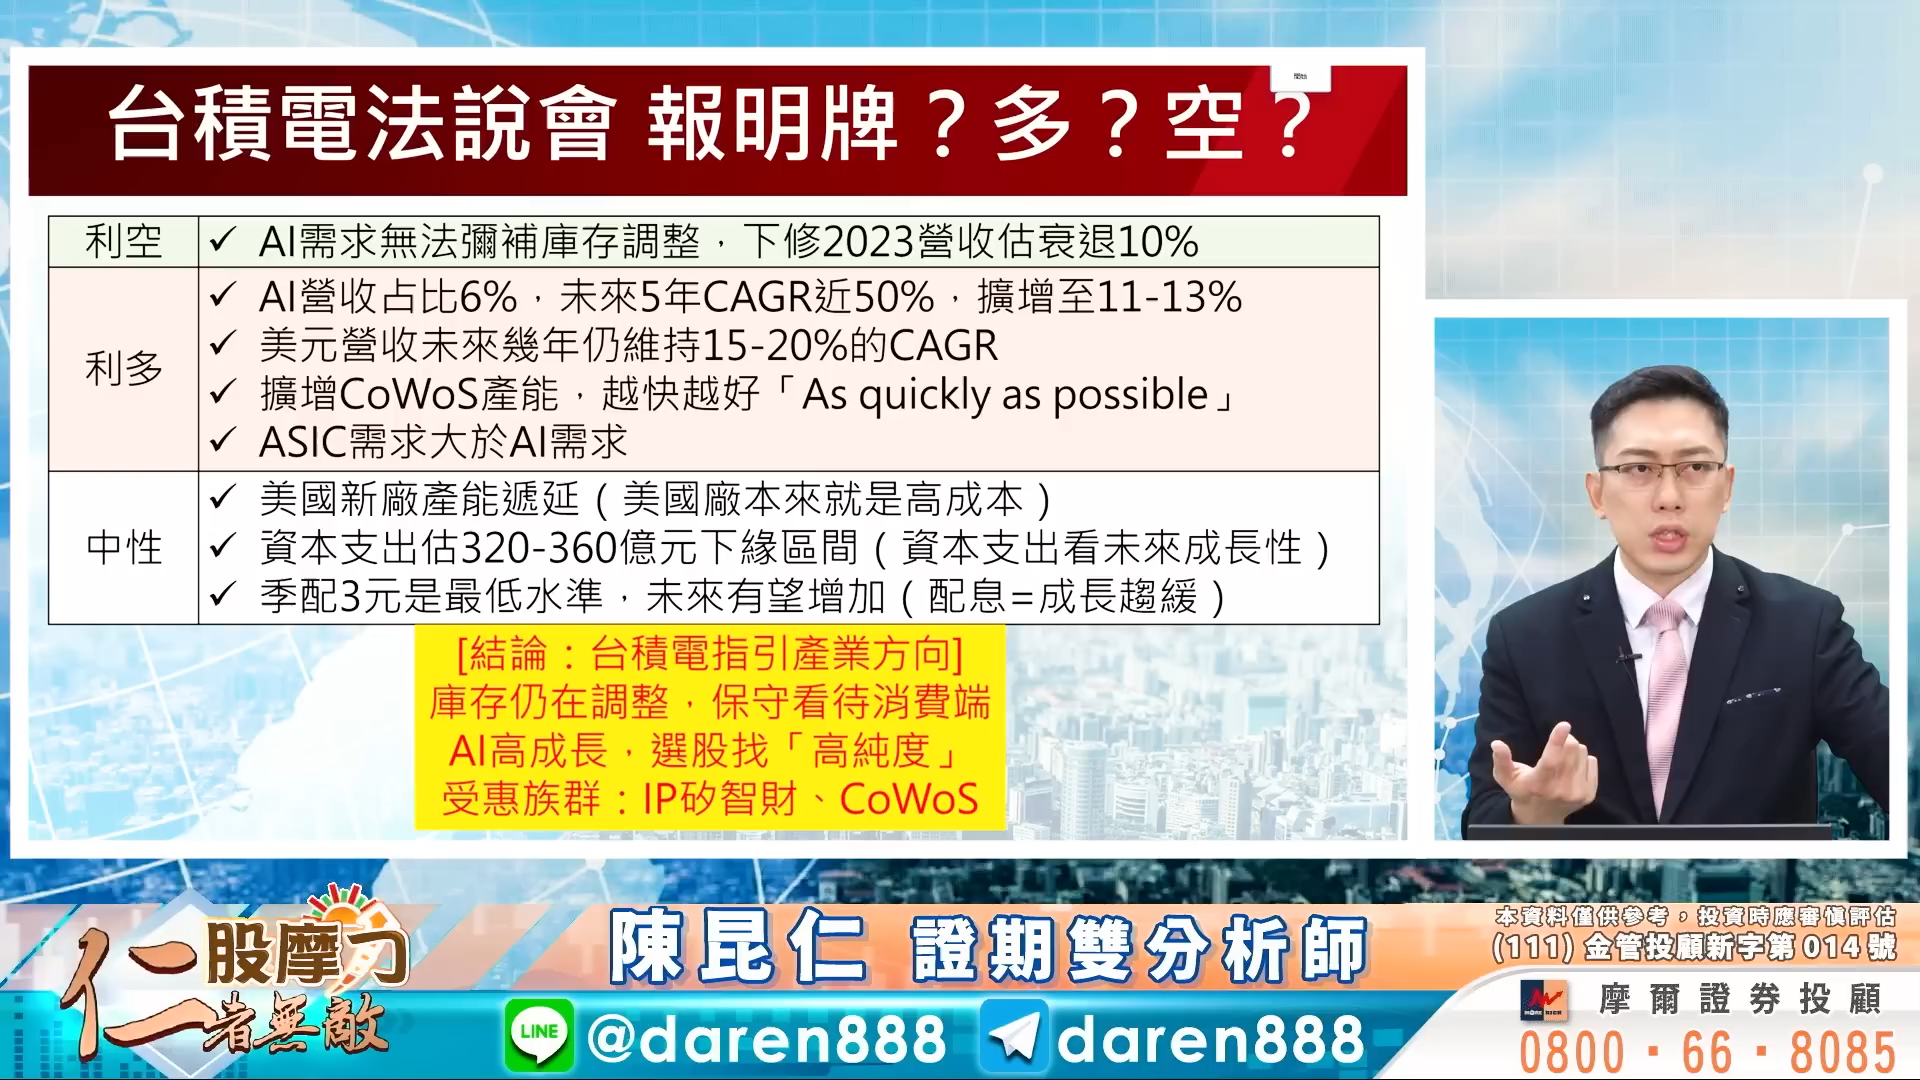 台積電法說會 報明牌？多？空？
開始
利空
✓ AI需求無法彌補庫存調整，下修2023營收估衰退10%
利多
✓ AI營收占比6%，未來5年CAGR近50%，擴增至11-13%
✓ 美元營收未來幾年仍維持15-20%的CAGR
✓ 擴增CoWoS產能，越快越好「As quickly as possible」
✓ ASIC需求大於AI需求
中性
✓ 美國新廠產能遞延（美國廠本來就是高成本）
✓ 資本支出估320-360億元下緣區間（資本支出看未來成長性）
✓ 季配3元是最低水準，未來有望增加（配息=成長趨緩）
[結論：台積電指引產業方向]
庫存仍在調整，保守看待消費端
AI高成長，選股找「高純度」
受惠族群：IP矽智財、CoWoS
股摩力
仁者無敵
陳昆仁 證期雙分析師
LINE @daren888 daren888
本資料僅供參考，投資時應審慎評估
(111) 金管投顧新字第 014 號
MORE RICH
摩爾證券投顧
0800·66·8085